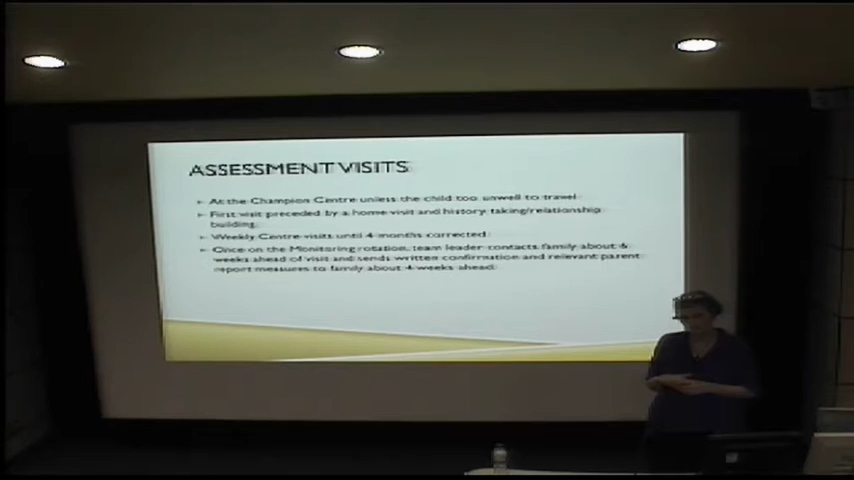 ASSESSMENT VISITS
At the Champion Centre unless the child too unwell to travel
First visit preceded by a home visit and history taking/relationship
building.
Weekly Centre visits until 4 months corrected
Once on the Monitoring rotation, team leader contacts family about 6
weeks ahead of visit and sends written confirmation and relevant parent
report measures to family about 4 weeks ahead.